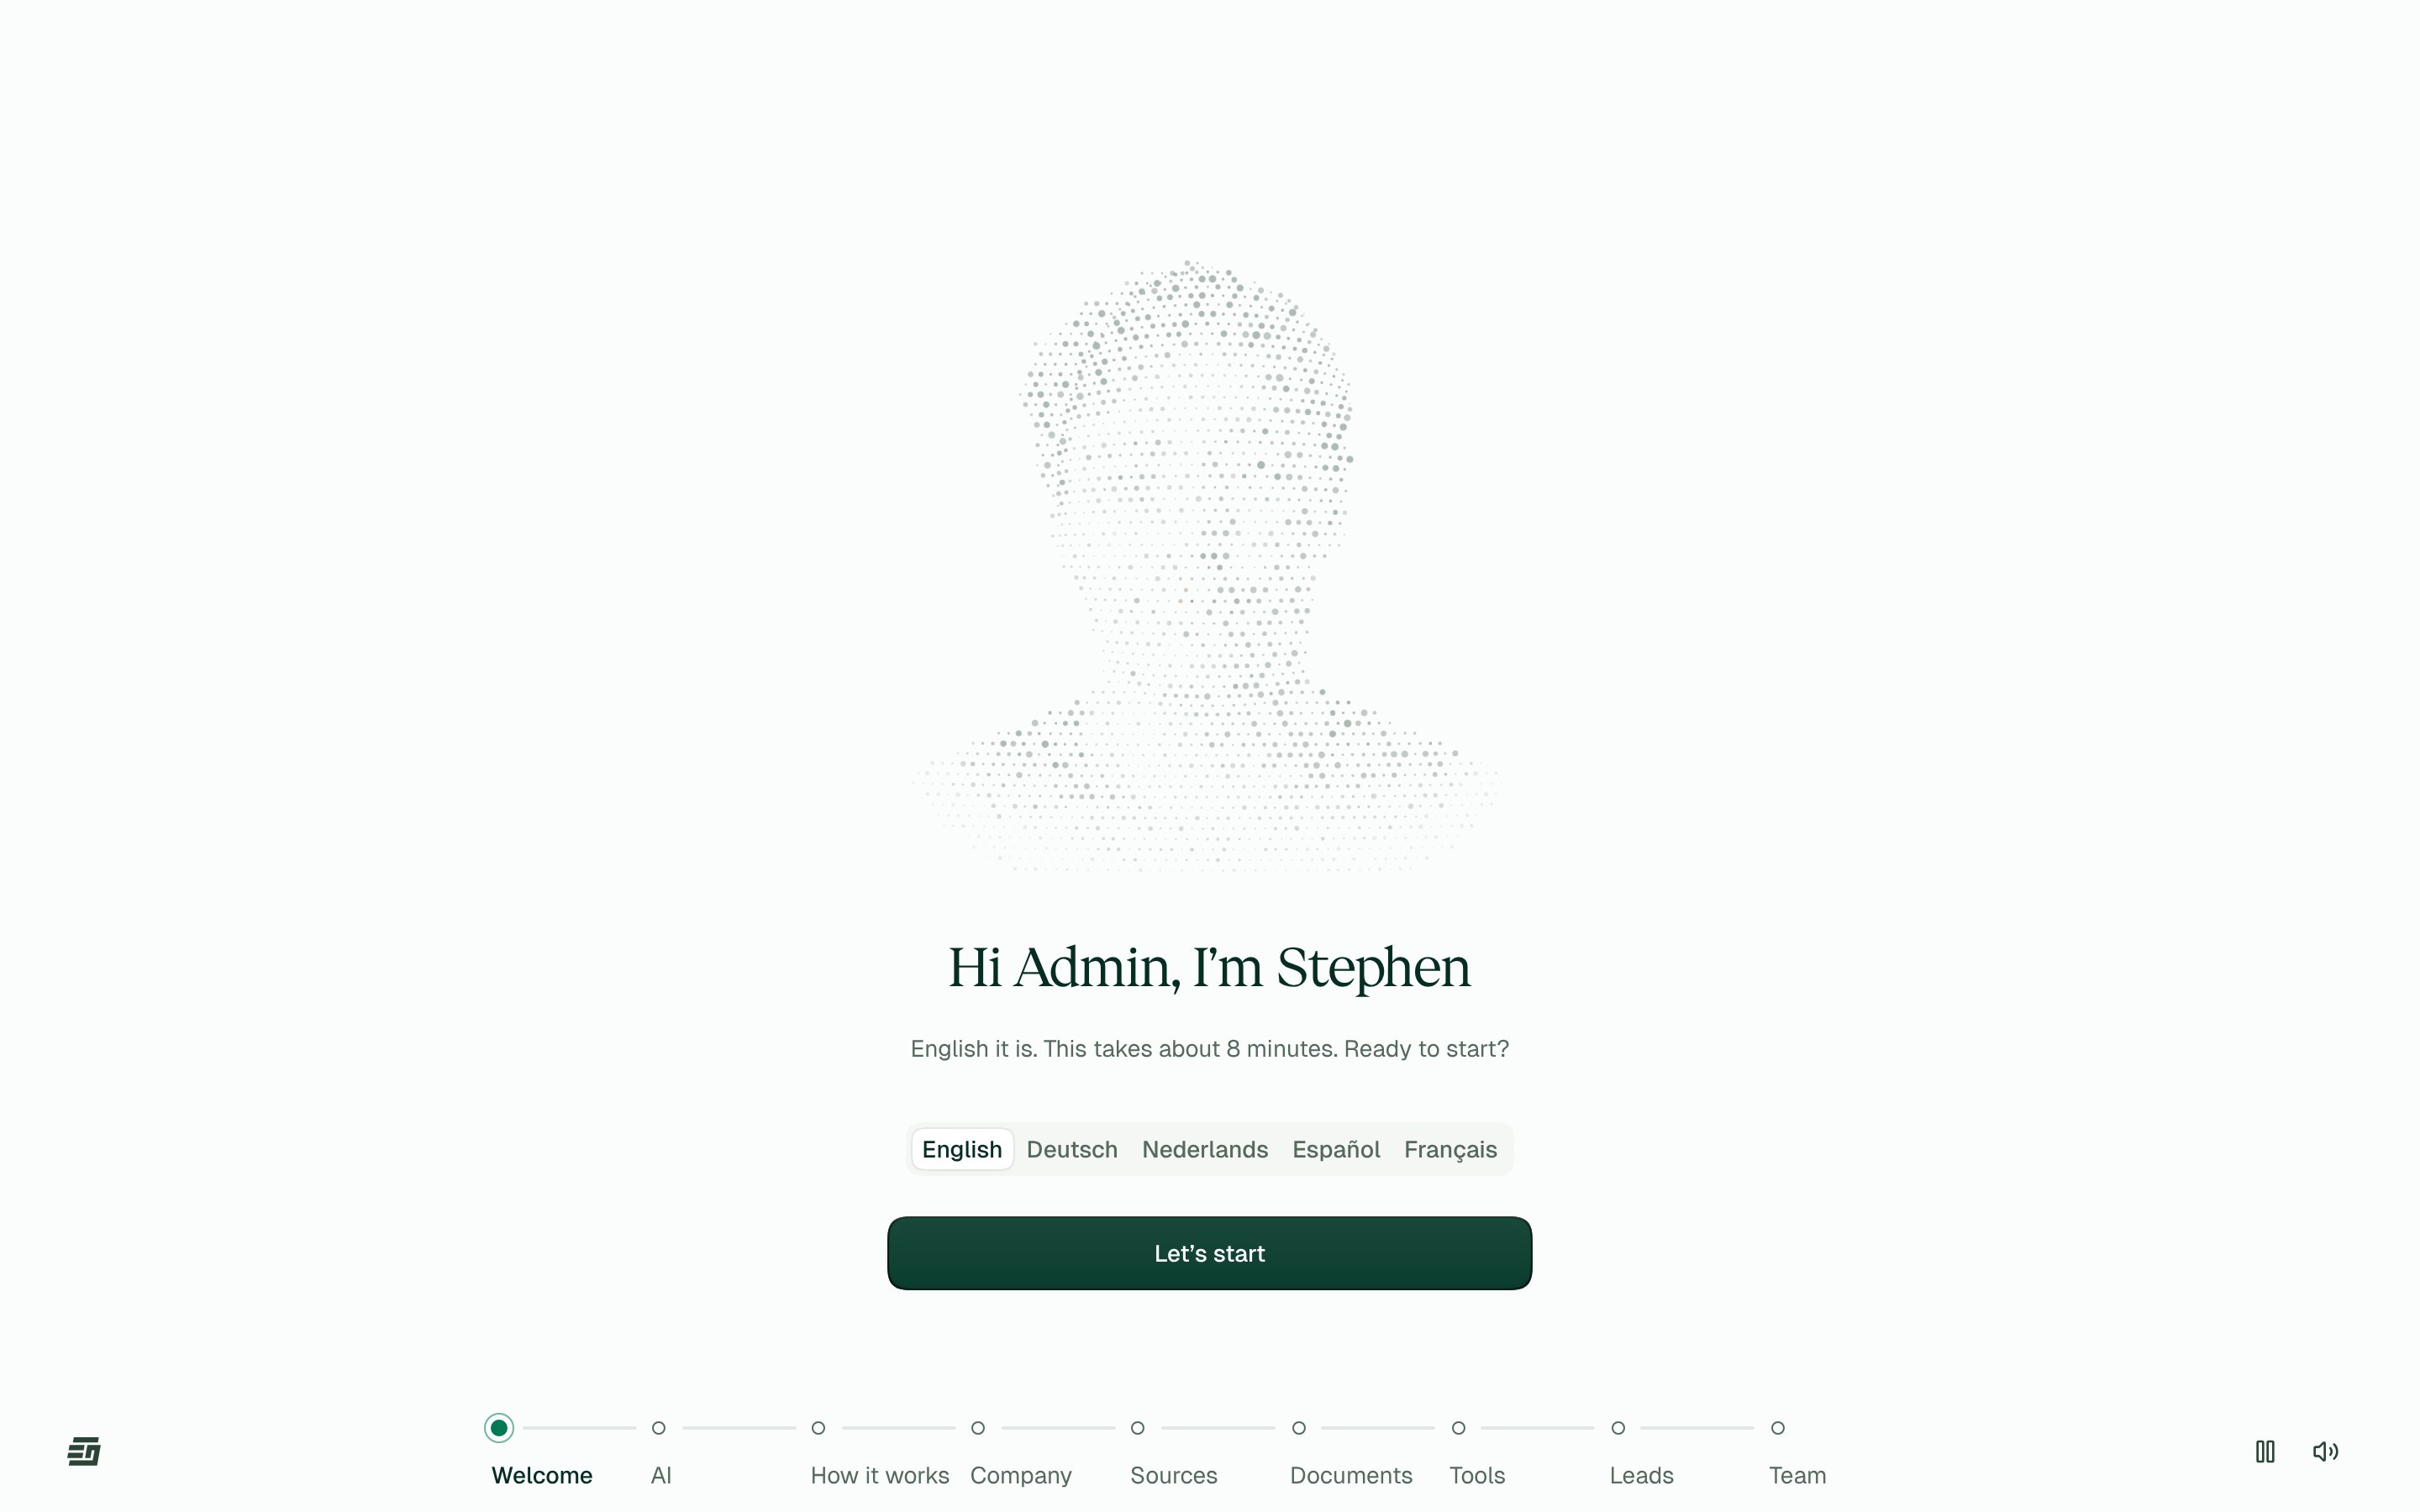 Hi Admin, I’m Stephen
English it is. This takes about 8 minutes. Ready to start?
English Deutsch Nederlands Español Français
Let’s start
Welcome AI How it works Company Sources Documents Tools Leads Team